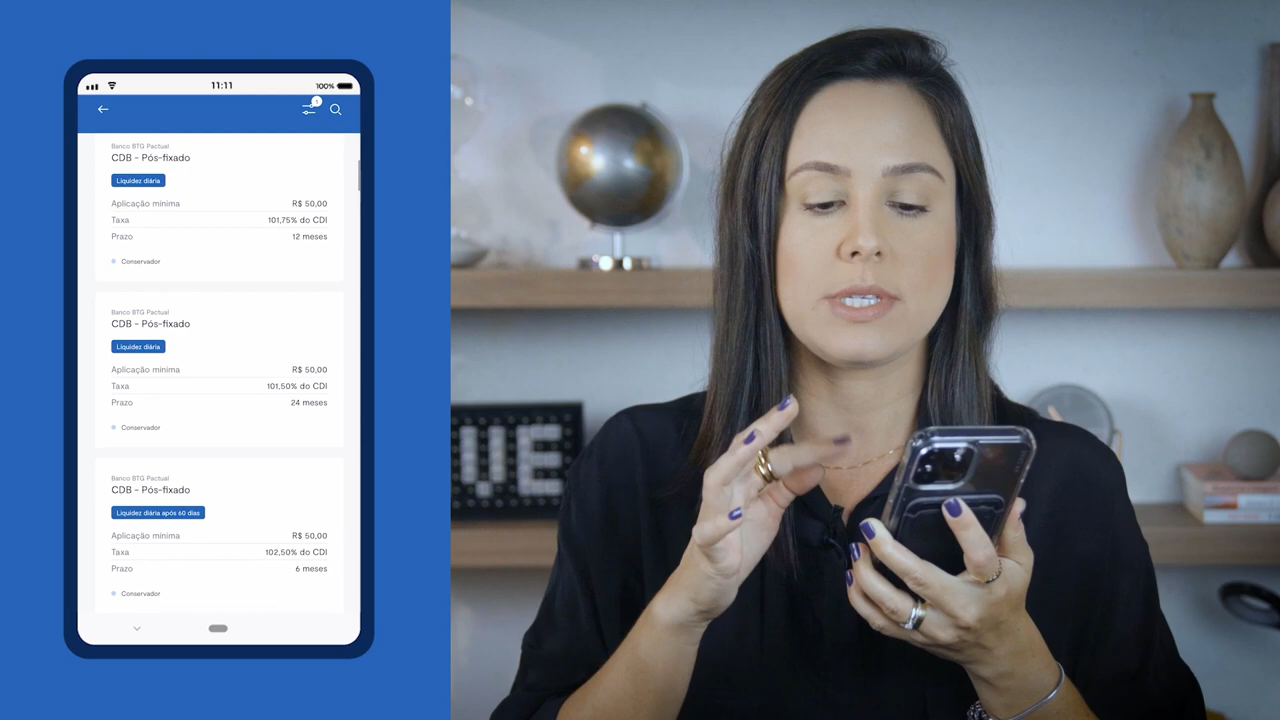 11:11
100%
1
Banco BTG Pactual
CDB - Pós-fixado
Liquidez diária
Aplicação mínima R$ 50,00
Taxa 101,75% do CDI
Prazo 12 meses
Conservador
Banco BTG Pactual
CDB - Pós-fixado
Liquidez diária
Aplicação mínima R$ 50,00
Taxa 101,50% do CDI
Prazo 24 meses
Conservador
Banco BTG Pactual
CDB - Pós-fixado
Liquidez diária após 60 dias
Aplicação mínima R$ 50,00
Taxa 102,50% do CDI
Prazo 6 meses
Conservador